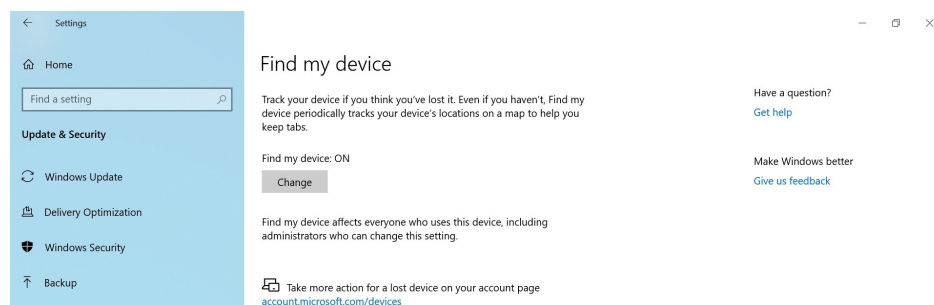 Settings
Home
Find a setting
Update & Security
Windows Update
Delivery Optimization
Windows Security
Backup
Find my device
Track your device if you think you've lost it. Even if you haven't, Find my
device periodically tracks your device's locations on a map to help you
keep tabs.
Find my device: ON
Change
Find my device affects everyone who uses this device, including
administrators who can change this setting.
Take more action for a lost device on your account page
account.microsoft.com/devices
Have a question?
Get help
Make Windows better
Give us feedback